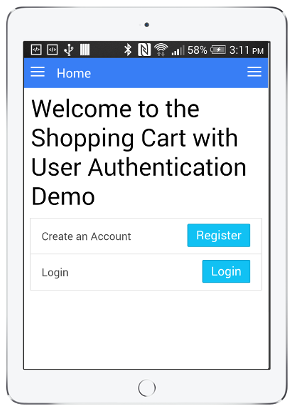 58% 3:11 PM
Home
Welcome to the
Shopping Cart with
User Authentication
Demo
Create an Account Register
Login Login